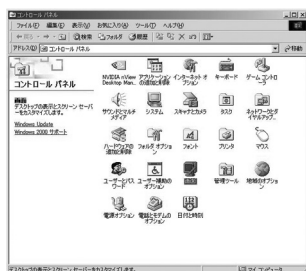 コントロール パネル
ファイル(F) 編集(E) 表示(V) お気に入り(A) ツール(T) ヘルプ(H)
戻る 検索 フォルダ 履歴
アドレス(D) コントロール パネル 移動
コントロール パネル
画面
デスクトップの表示とスクリーン セーバーをカスタマイズします。
Windows Update
Windows 2000 サポート
NVIDIA nView Desktop Man... アプリケーションの追加と削除 インターネット オプション キーボード ゲーム コントローラ
サウンドとマルチメディア システム スキャナとカメラ タスク ネットワークとダイヤルアップ...
ハードウェアの追加と削除 フォルダ オプション フォント プリンタ マウス
ユーザーとパスワード ユーザー補助のオプション 画面 管理ツール 地域のオプション
電源オプション 電話とモデムのオプション 日付と時刻
デスクトップの表示とスクリーン セーバーをカスタマイズします。 マイ コンピュータ